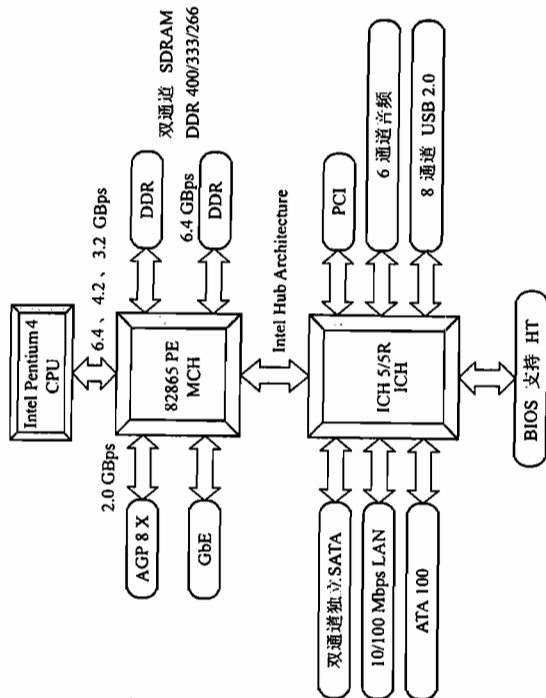 Intel Pentium 4
CPU
6.4 、 4.2 、 3.2 GBps
2.0 GBps
AGP 8 X
GbE
82865 PE
MCH
DDR
6.4 GBps
DDR
双通道 SDRAM
DDR 400/333/266
Intel Hub Architecture
双通道独立SATA
10/100 Mbps LAN
ATA 100
ICH 5/5R
ICH
PCI
6 通道音频
8 通道 USB 2.0
BIOS 支持 HT